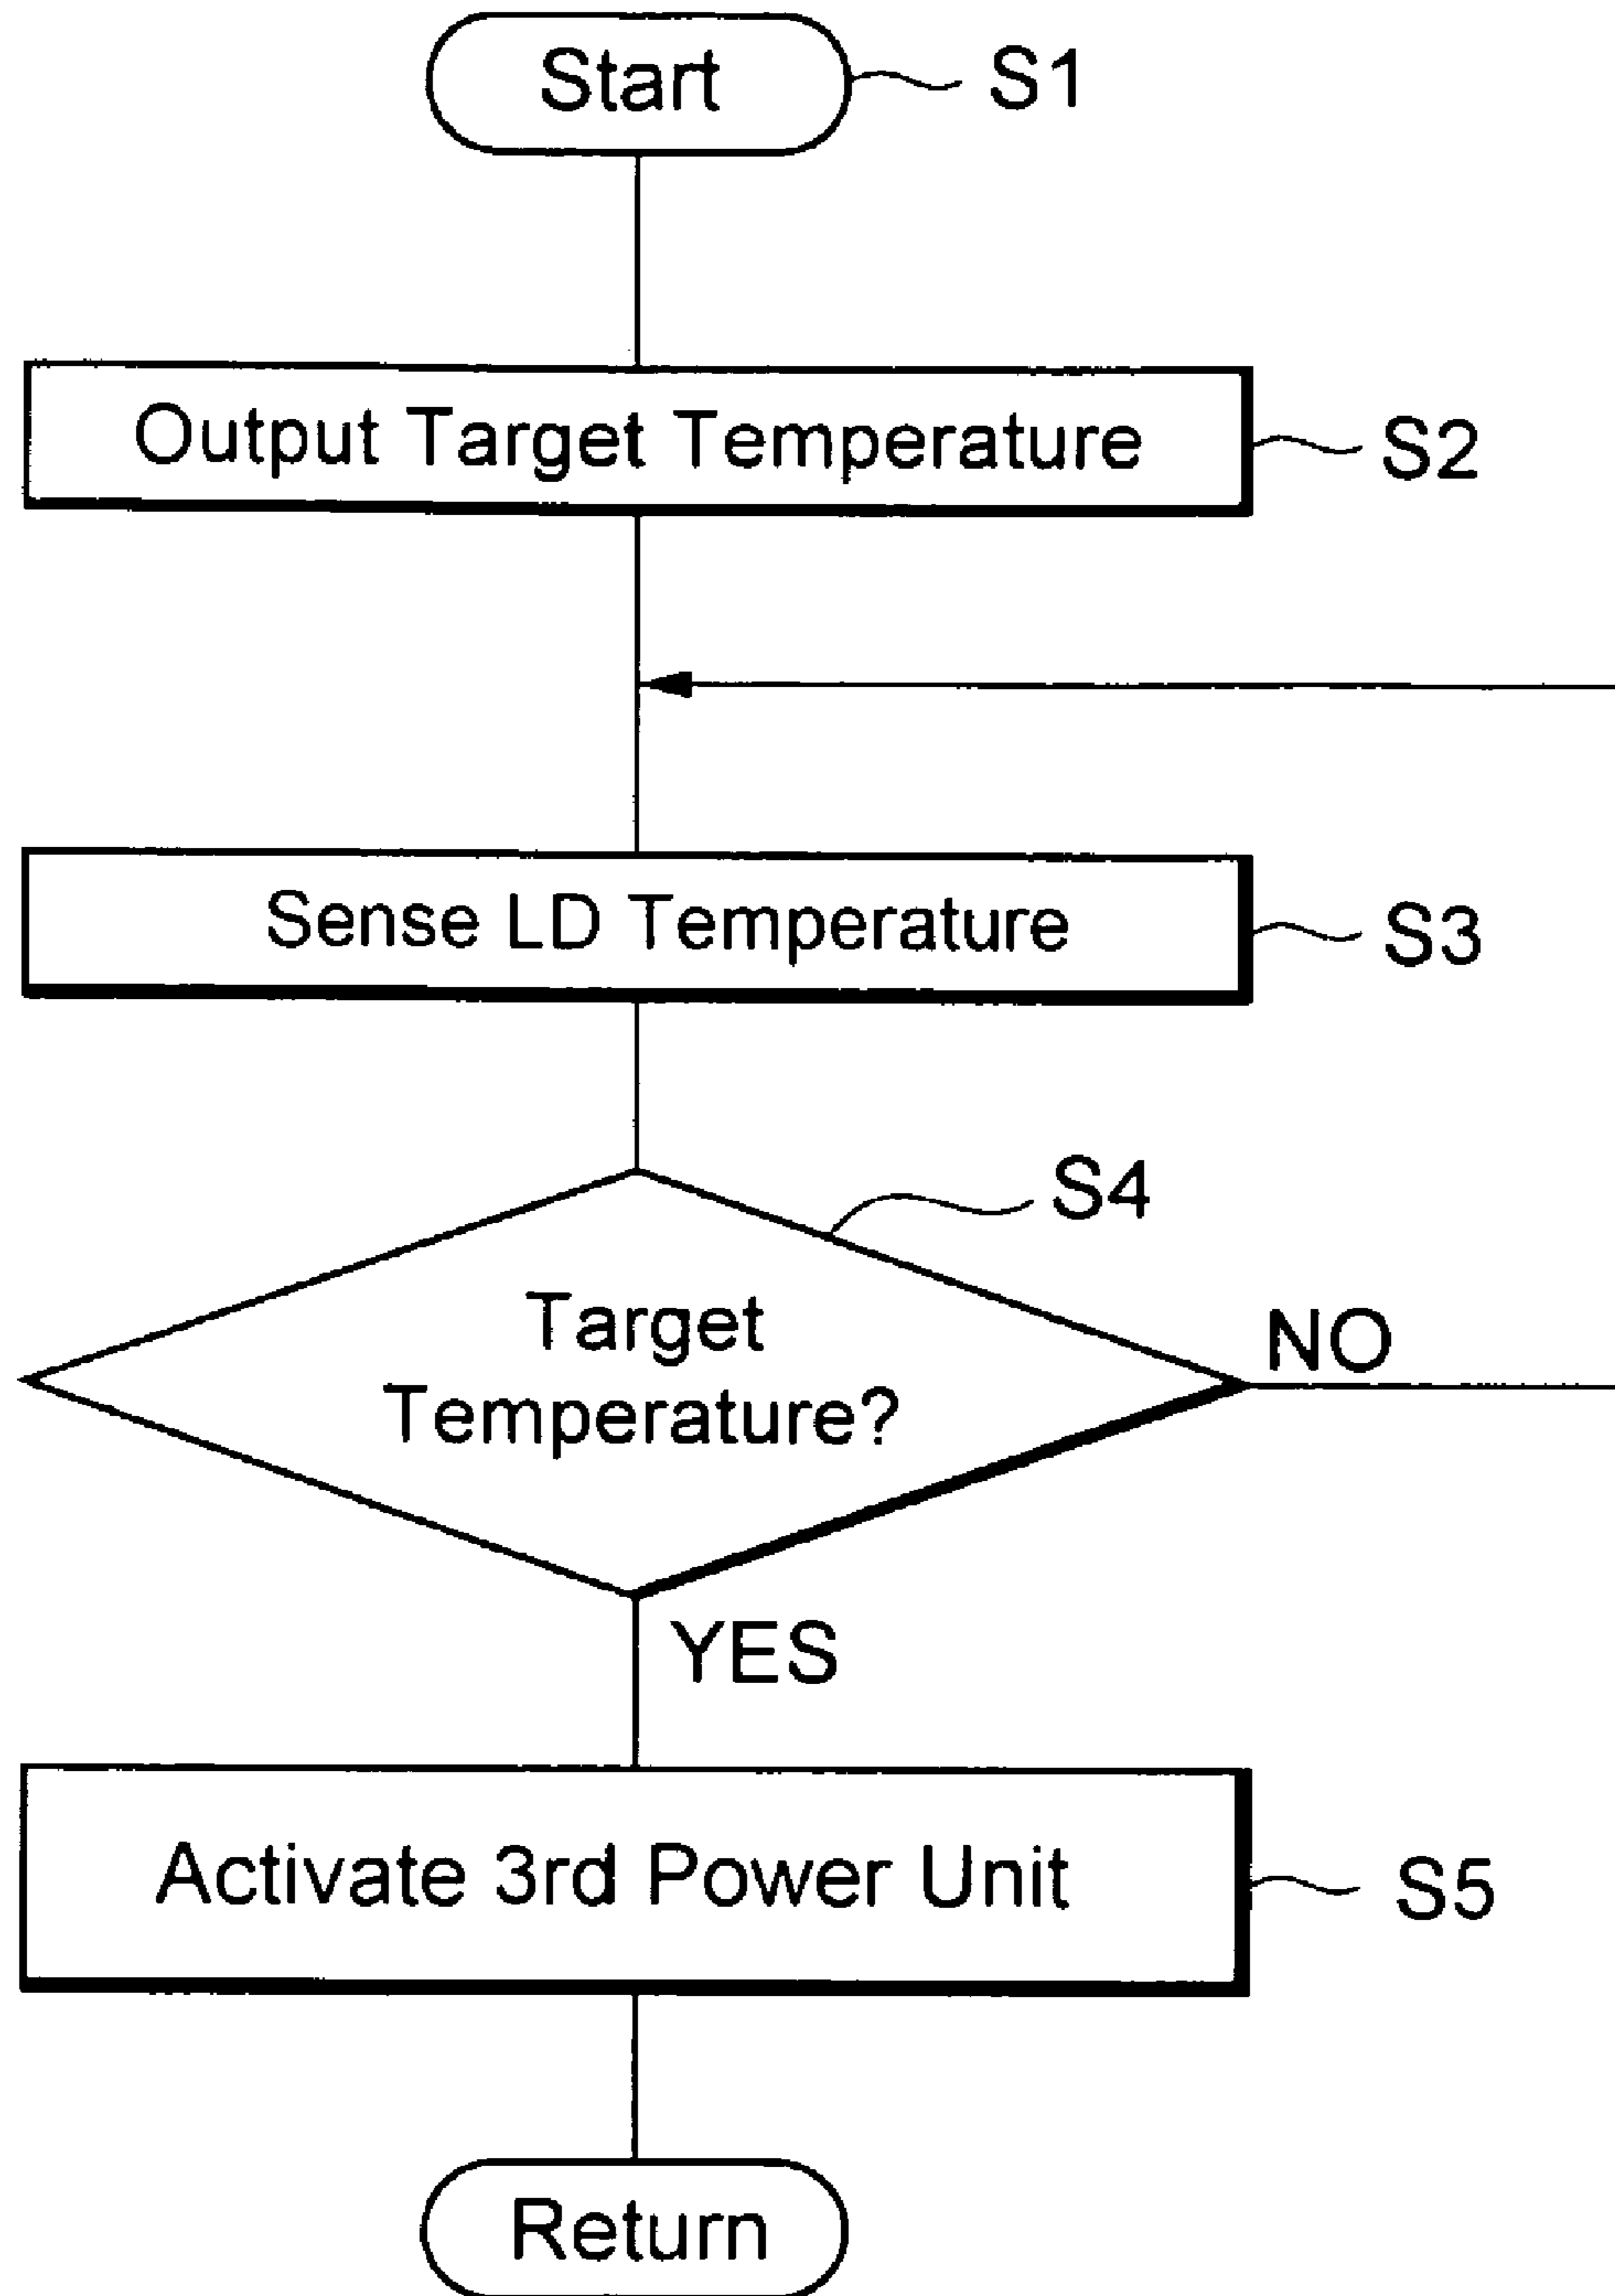 Start
S1
Output Target Temperature
S2
Sense LD Temperature
S3
S4
Target
Temperature?
NO
YES
Activate 3rd Power Unit
S5
Return